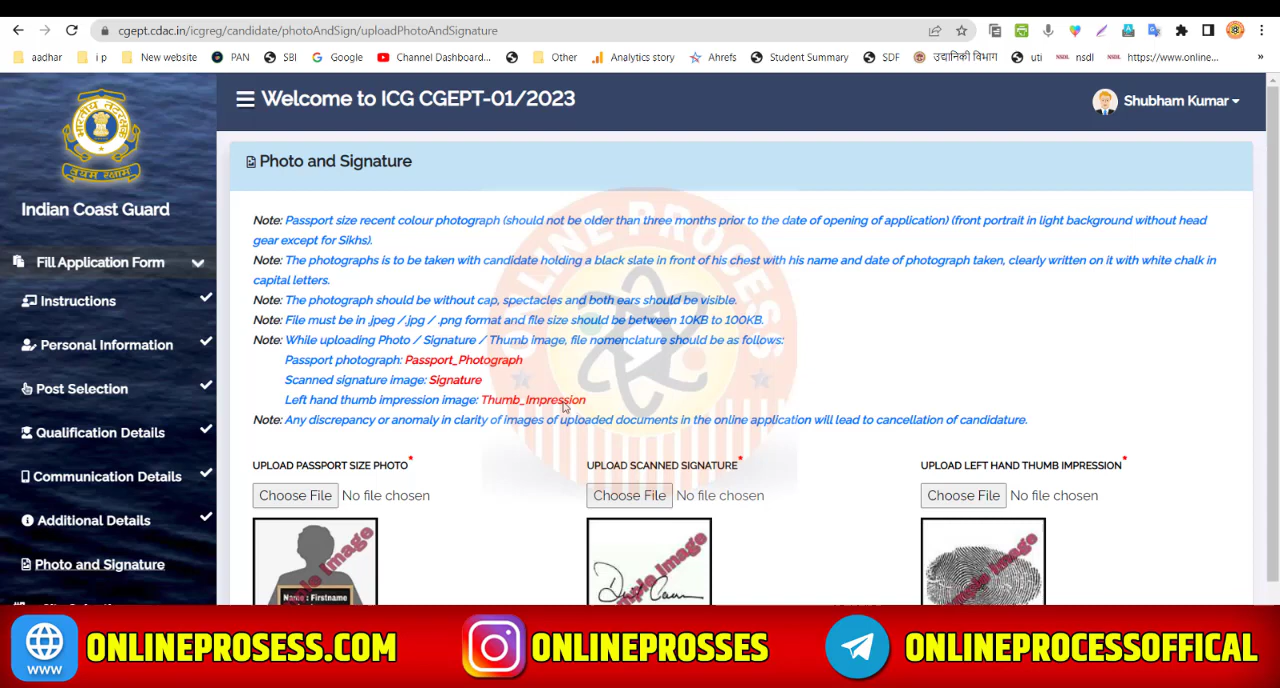 cgept.cdac.in/icgreg/candidate/photoAndSign/uploadPhotoAndSignature
aadhar
i p
New website
PAN
SBI
Google
Channel Dashboard...
Other
Analytics story
Ahrefs
Student Summary
SDF
उद्यानिकी विभाग
uti
NSDL nsdl
NSDL https://www.online...
»
Welcome to ICG CGEPT-01/2023
Shubham Kumar
Indian Coast Guard
Fill Application Form
Instructions
Personal Information
Post Selection
Qualification Details
Communication Details
Additional Details
Photo and Signature
Photo and Signature
Note: Passport size recent colour photograph (should not be older than three months prior to the date of opening of application) (front portrait in light background without head
gear except for Sikhs).
Note: The photographs is to be taken with candidate holding a black slate in front of his chest with his name and date of photograph taken, clearly written on it with white chalk in
capital letters.
Note: The photograph should be without cap, spectacles and both ears should be visible.
Note: File must be in .jpeg / .jpg / .png format and file size should be between 10KB to 100KB.
Note: While uploading Photo / Signature / Thumb image, file nomenclature should be as follows:
Passport photograph: Passport_Photograph
Scanned signature image: Signature
Left hand thumb impression image: Thumb_Impression
Note: Any discrepancy or anomaly in clarity of images of uploaded documents in the online application will lead to cancellation of candidature.
ONLINE PROCESS
UPLOAD PASSPORT SIZE PHOTO*
Choose File No file chosen
Name : Firstname
UPLOAD SCANNED SIGNATURE*
Choose File No file chosen
UPLOAD LEFT HAND THUMB IMPRESSION*
Choose File No file chosen
WWW
ONLINEPROSESS.COM
ONLINEPROSSES
ONLINEPROCESSOFFICAL